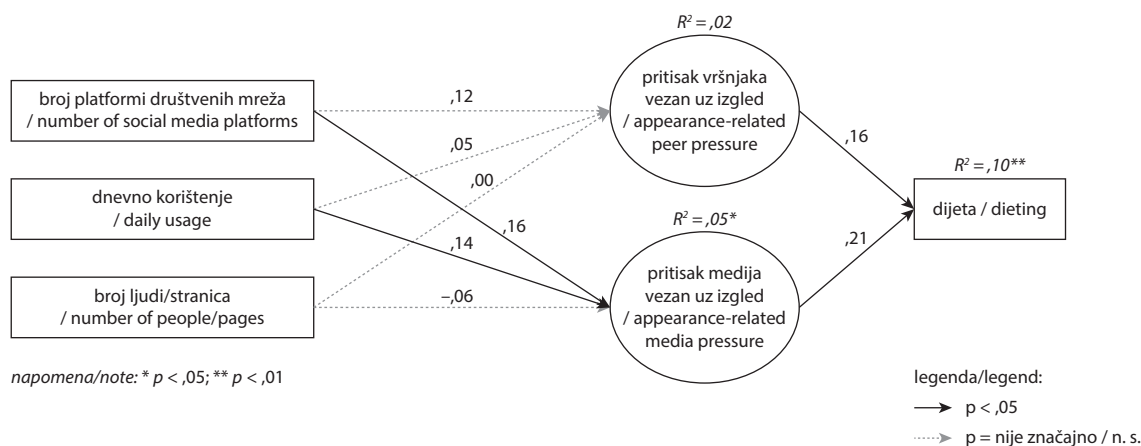 R² = ,02
pritisak vršnjaka
vezan uz izgled
/ appearance-related
peer pressure
broj platformi društvenih mreža
/ number of social media platforms
,12
,05
,00
,16
dnevno korištenje
/ daily usage
R² = ,10**
dijeta / dieting
R² = ,05*
,16
,14
,21
broj ljudi/stranica
/ number of people/pages
–,06
pritisak medija
vezan uz izgled
/ appearance-related
media pressure
napomena/note: * p < ,05; ** p < ,01
legenda/legend:
p < ,05
p = nije značajno / n. s.